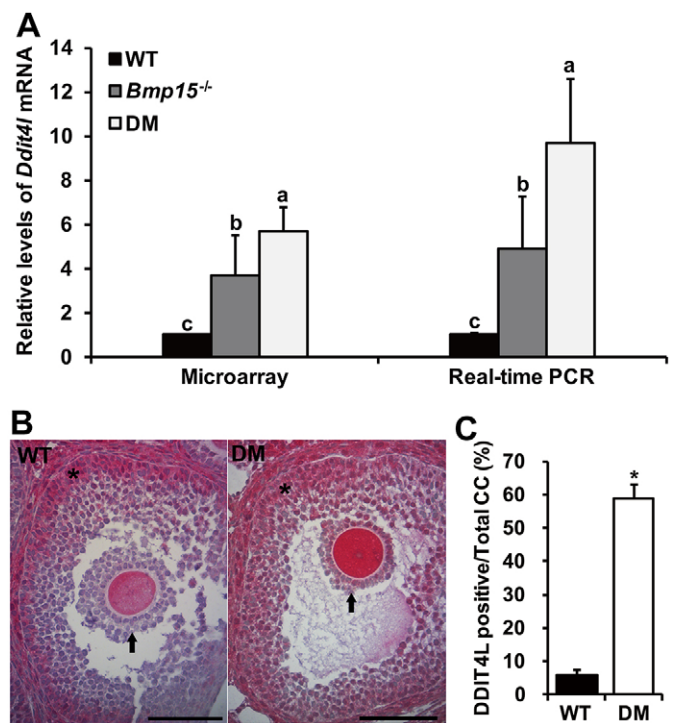 A
Relative levels of Ddit4l mRNA
14
12
10
8
6
4
2
0
WT
Bmp15-/-
DM
c
b
a
c
b
a
Microarray
Real-time PCR
B
WT
*
DM
*
C
DDIT4L positive/Total CC (%)
70
60
50
40
30
20
10
0
*
WT
DM